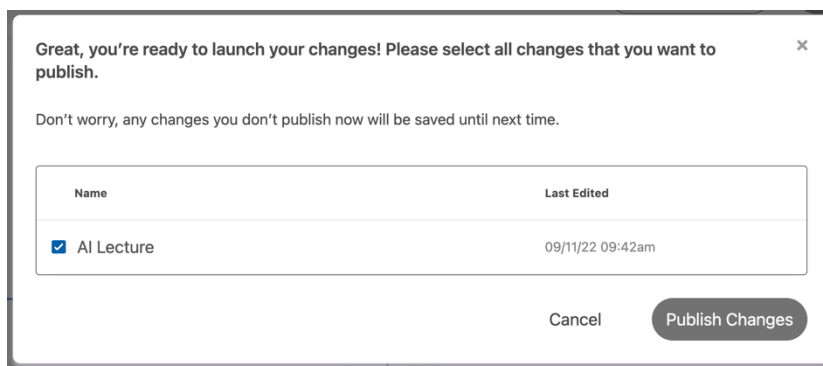 Great, you’re ready to launch your changes! Please select all changes that you want to
publish.
×
Don’t worry, any changes you don’t publish now will be saved until next time.
Name Last Edited
AI Lecture 09/11/22 09:42am
Cancel Publish Changes